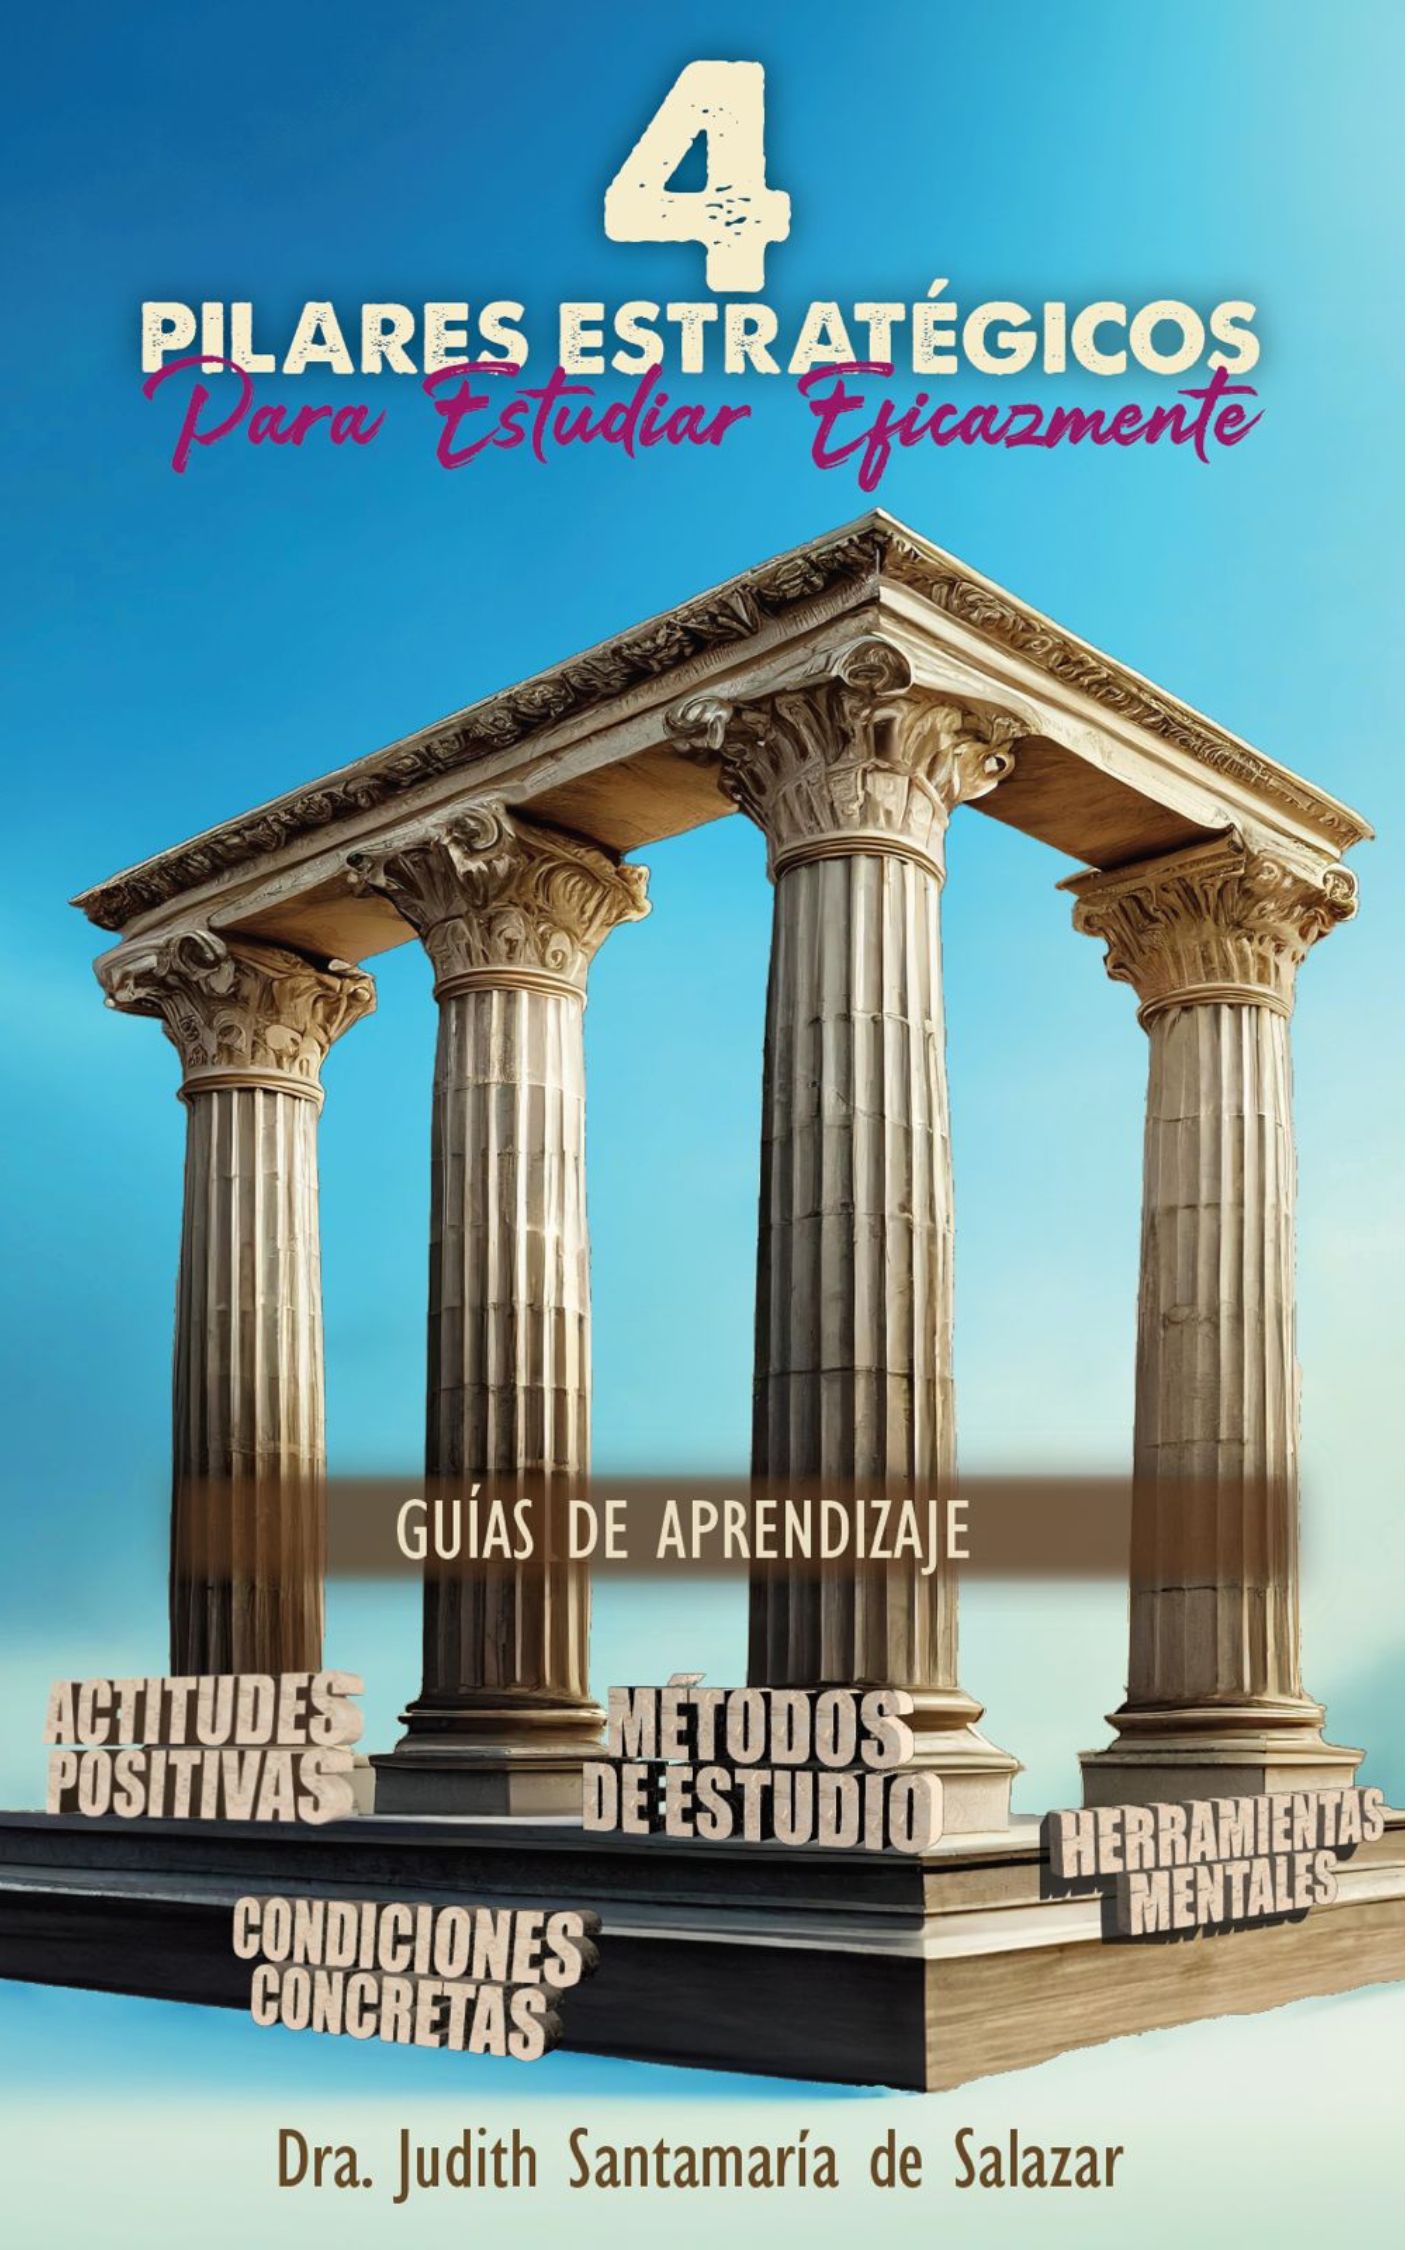 4
PILARES ESTRATÉGICOS
Para Estudiar Eficazmente
GUÍAS DE APRENDIZAJE
ACTITUDES
POSITIVAS
MÉTODOS
DE ESTUDIO
HERRAMIENTAS
MENTALES
CONDICIONES
CONCRETAS
Dra. Judith Santamaría de Salazar